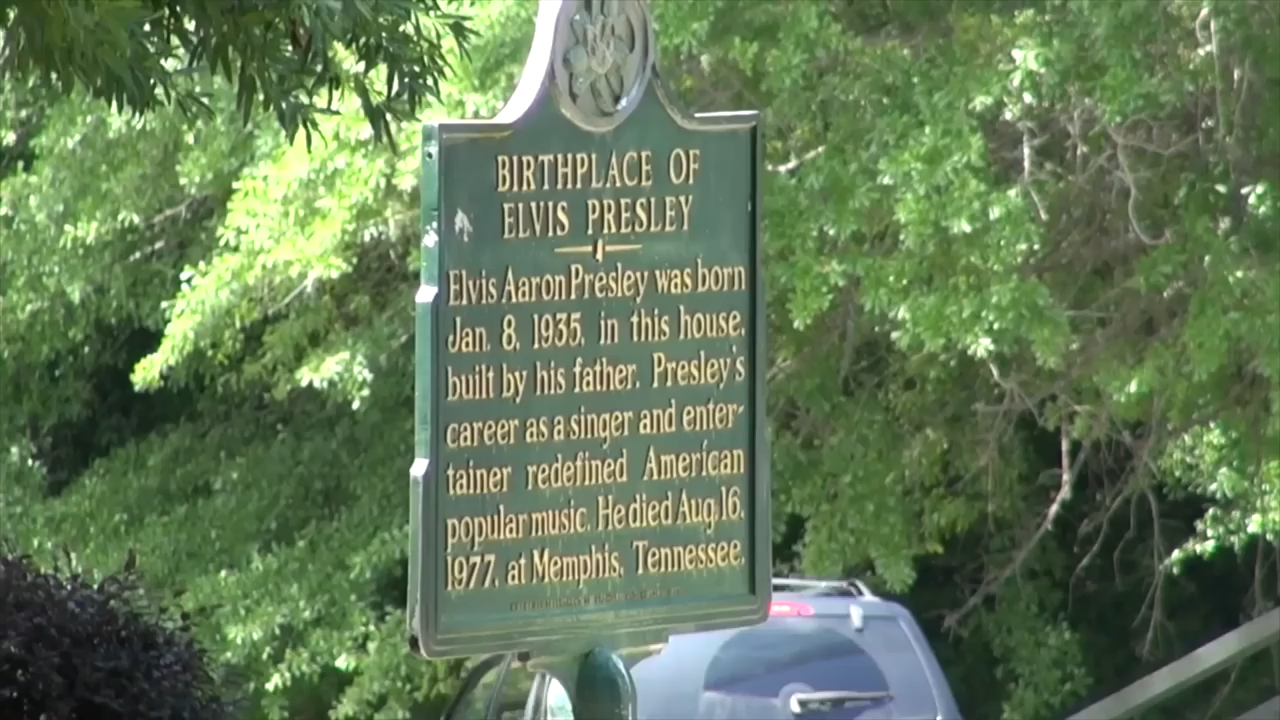 BIRTHPLACE OF
ELVIS PRESLEY
Elvis Aaron Presley was born
Jan. 8, 1935, in this house,
built by his father. Presley's
career as a singer and enter-
tainer redefined American
popular music. He died Aug. 16,
1977, at Memphis, Tennessee.